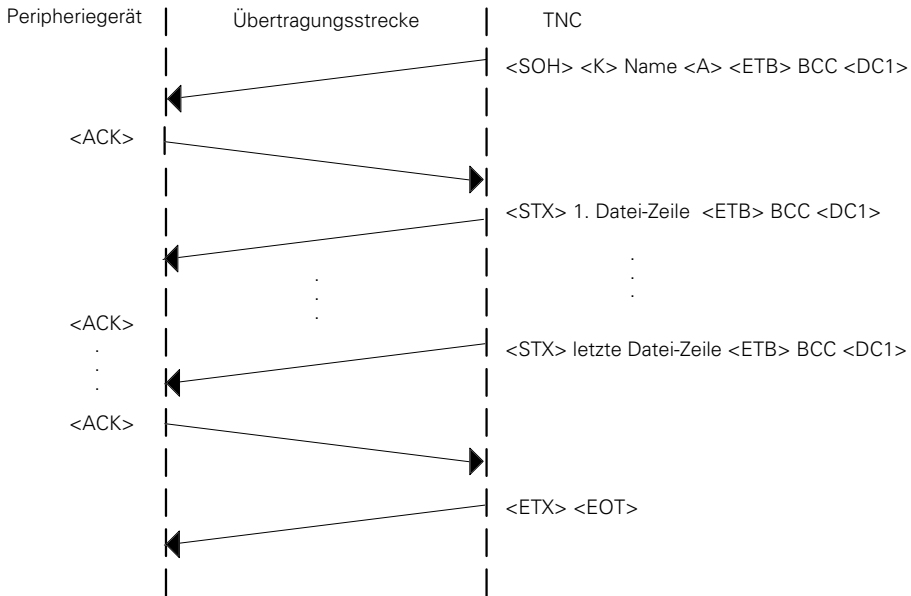 Peripheriegerät Übertragungsstrecke TNC
<SOH> <K> Name <A> <ETB> BCC <DC1>
<ACK>
<STX> 1. Datei-Zeile <ETB> BCC <DC1>
<ACK>
<STX> letzte Datei-Zeile <ETB> BCC <DC1>
<ACK>
<ETX> <EOT>